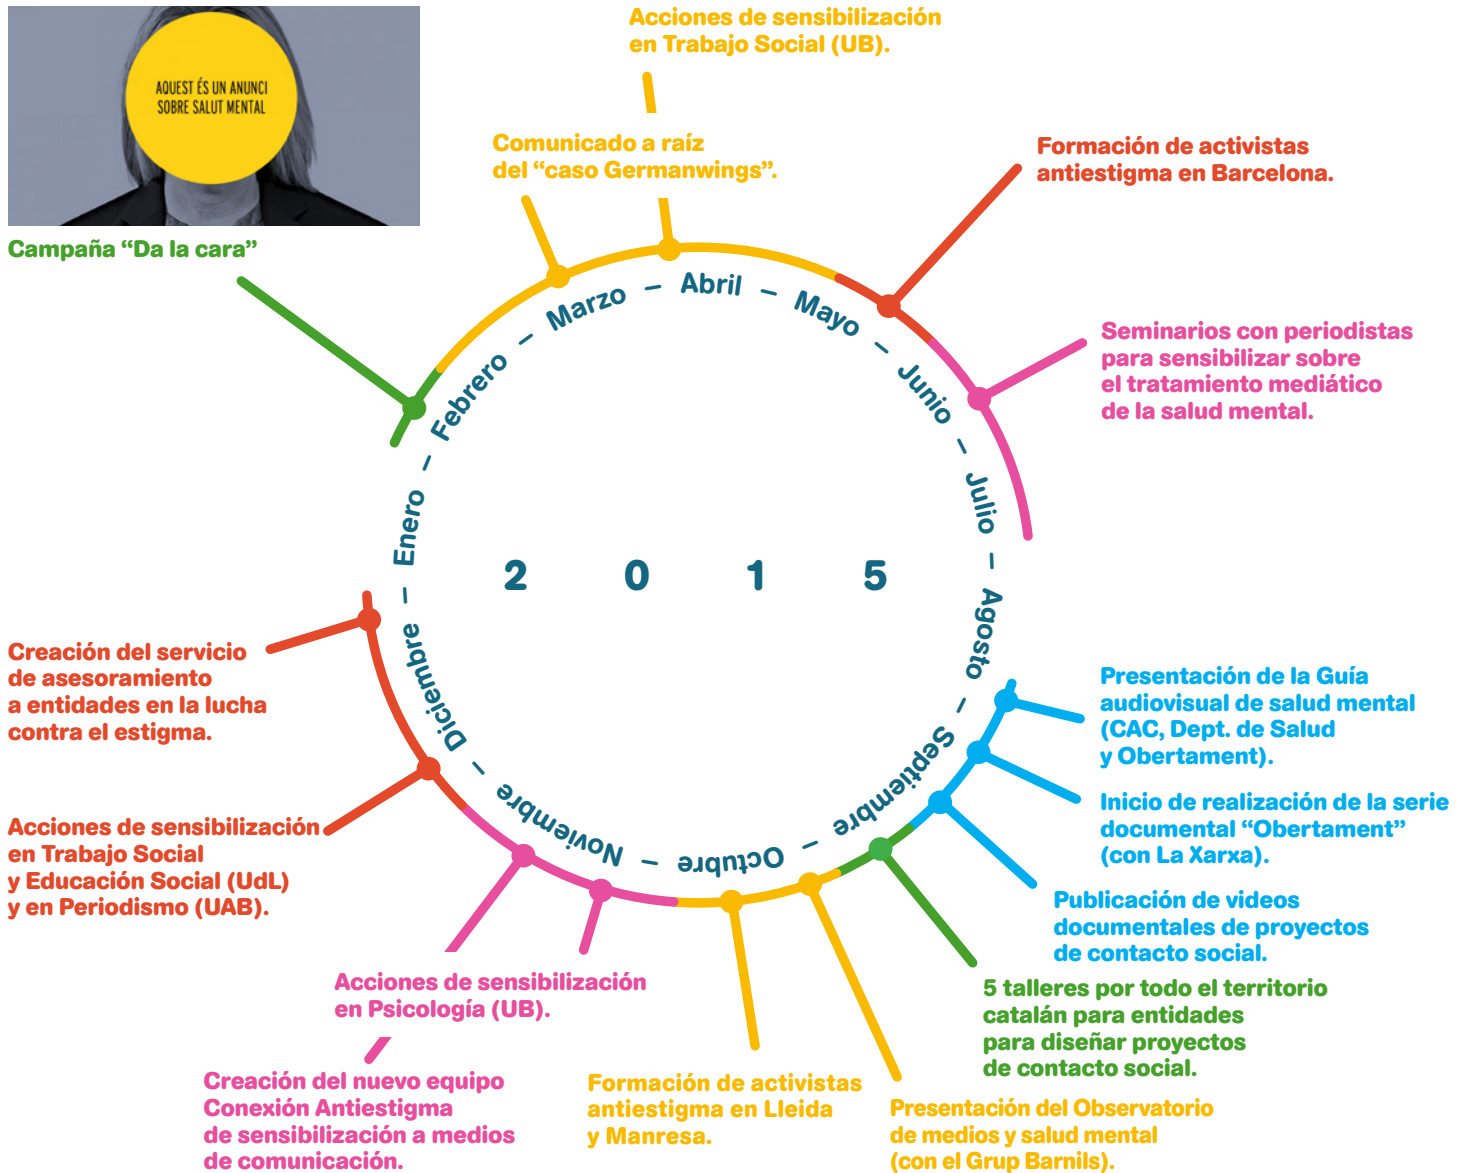 AQUEST ÉS UN ANUNCI
SOBRE SALUT MENTAL
Campaña “Da la cara”
Comunicado a raíz
del “caso Germanwings”.
Acciones de sensibilización
en Trabajo Social (UB).
Formación de activistas
antiestigma en Barcelona.
Seminarios con periodistas
para sensibilizar sobre
el tratamiento mediático
de la salud mental.
Presentación de la Guía
audiovisual de salud mental
(CAC, Dept. de Salud
y Obertament).
Inicio de realización de la serie
documental “Obertament”
(con La Xarxa).
Publicación de videos
documentales de proyectos
de contacto social.
5 talleres por todo el territorio
catalán para entidades
para diseñar proyectos
de contacto social.
Presentación del Observatorio
de medios y salud mental
(con el Grup Barnils).
Formación de activistas
antiestigma en Lleida
y Manresa.
Acciones de sensibilización
en Psicología (UB).
Creación del nuevo equipo
Conexión Antiestigma
de sensibilización a medios
de comunicación.
Acciones de sensibilización
en Trabajo Social
y Educación Social (UdL)
y en Periodismo (UAB).
Creación del servicio
de asesoramiento
a entidades en la lucha
contra el estigma.
Enero – Febrero – Marzo – Abril – Mayo – Junio – Julio – Agosto – Septiembre – Octubre – Noviembre – Diciembre –
2 0 1 5